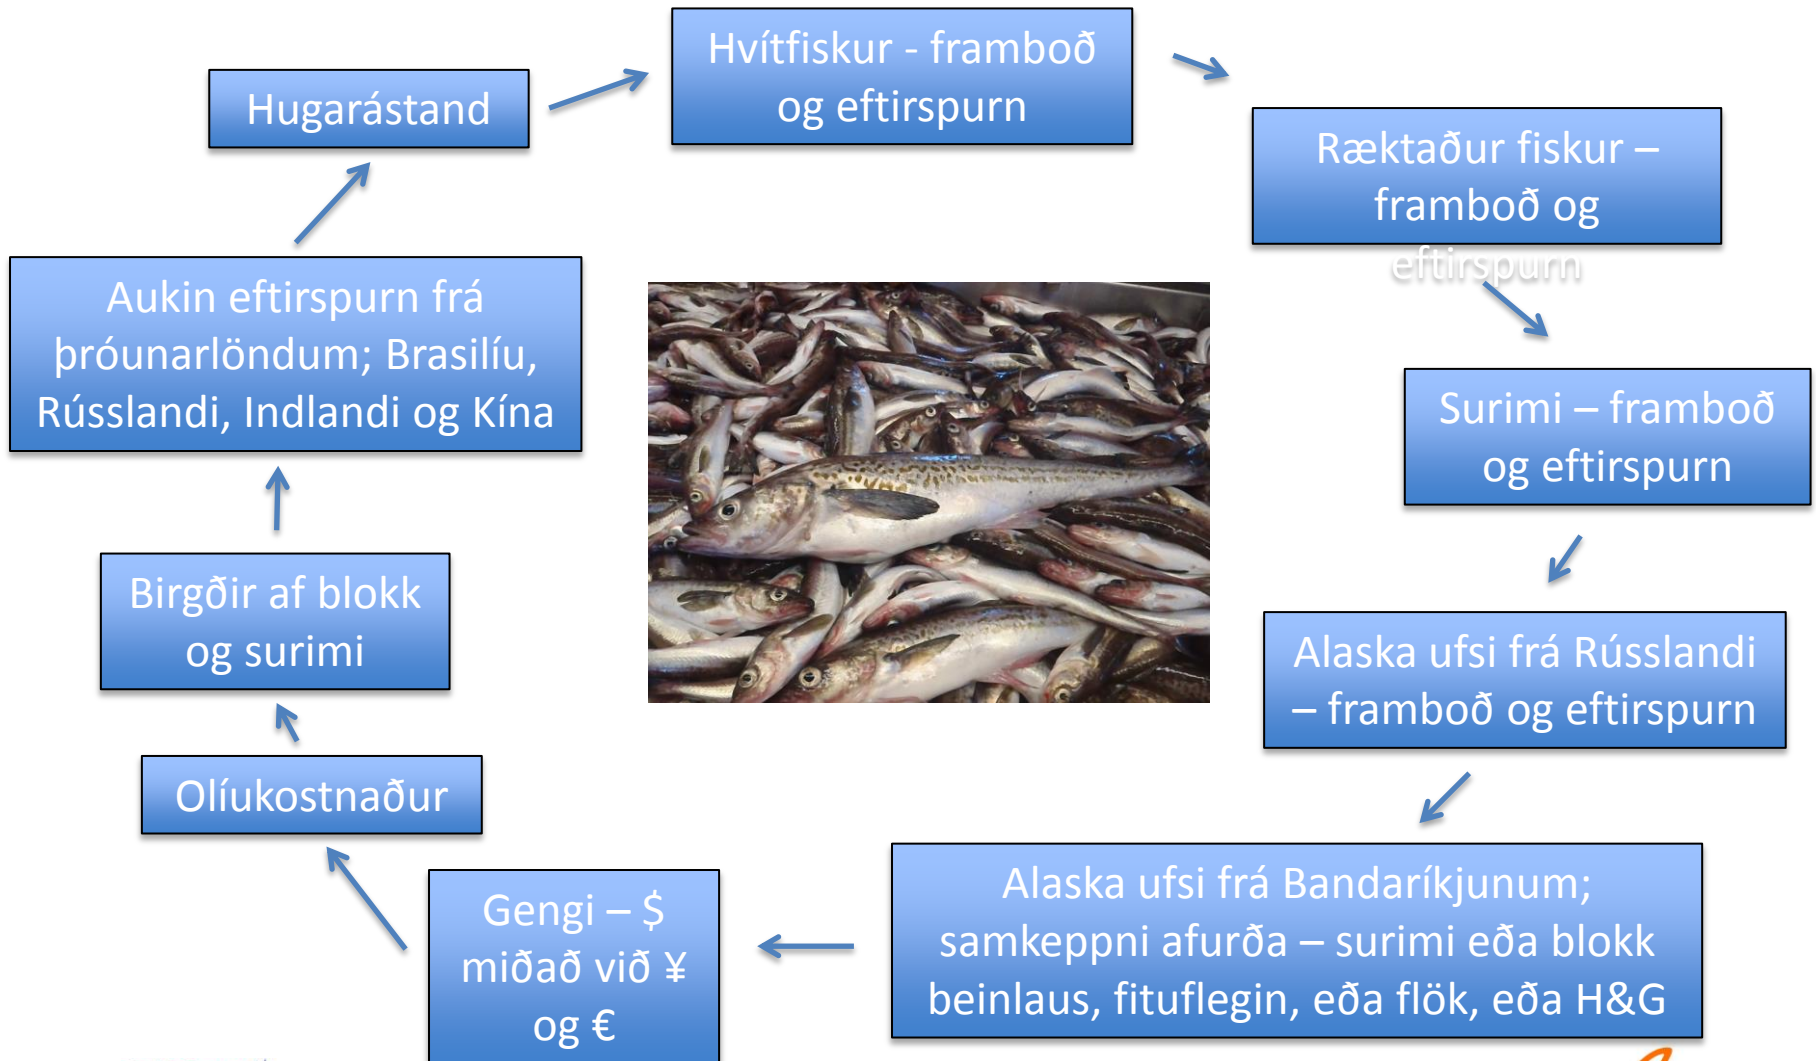 Hvítfiskur - framboð
og eftirspurn
Ræktaður fiskur –
framboð og
eftirspurn
Surimi – framboð
og eftirspurn
Alaska ufsi frá Rússlandi
– framboð og eftirspurn
Alaska ufsi frá Bandaríkjunum;
samkeppni afurða – surimi eða blokk
beinlaus, fituflegin, eða flök, eða H&G
Gengi – $
miðað við ¥
og €
Olíukostnaður
Birgðir af blokk
og surimi
Aukin eftirspurn frá
þróunarlöndum; Brasilíu,
Rússlandi, Indlandi og Kína
Hugarástand